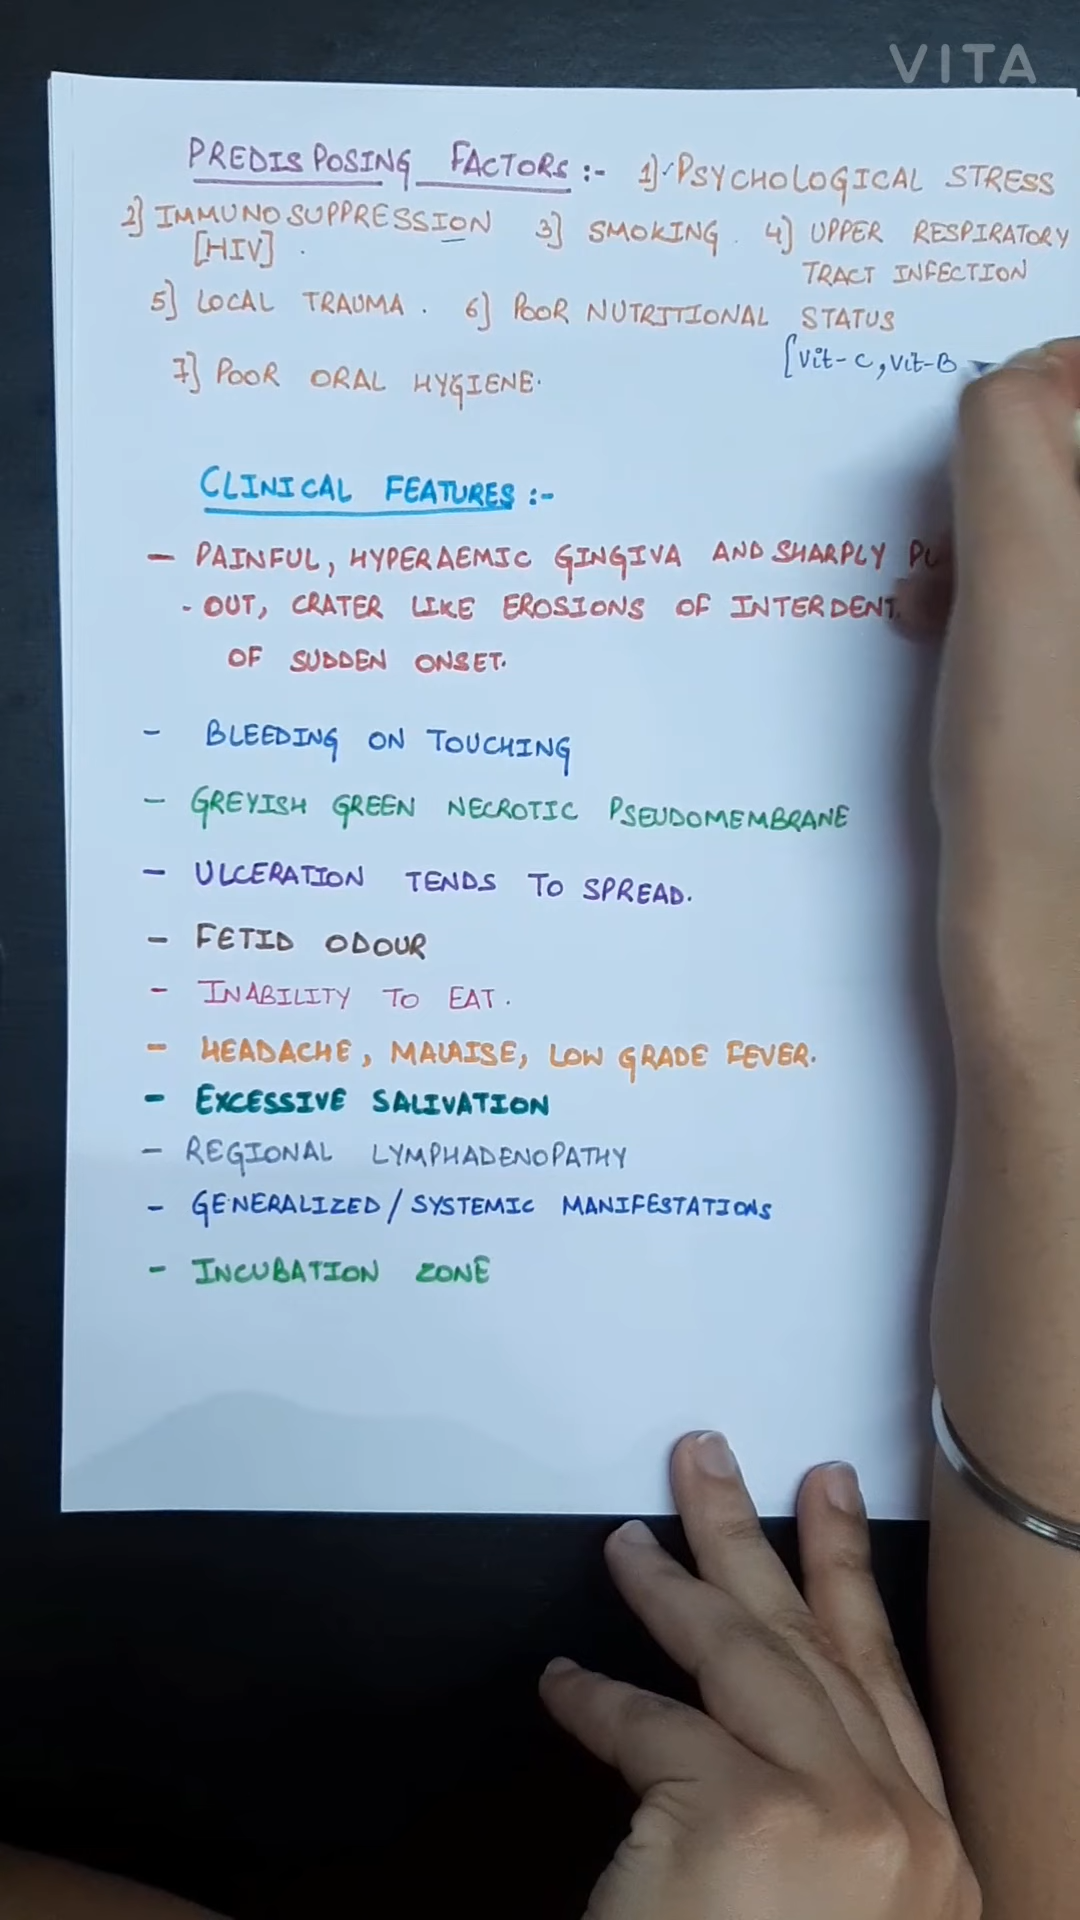 VITA
PREDISPOSING FACTORS :- 1] PSYCHOLOGICAL STRESS
2] IMMUNOSUPPRESSION 3] SMOKING. 4] UPPER RESPIRATORY
[HIV]. TRACT INFECTION
5] LOCAL TRAUMA. 6] POOR NUTRITIONAL STATUS
[Vit-C, Vit-B
7] POOR ORAL HYGIENE.
CLINICAL FEATURES :-
- PAINFUL, HYPERAEMIC GINGIVA AND SHARPLY
- OUT, CRATER LIKE EROSIONS OF
OF SUDDEN ONSET.
- BLEEDING ON TOUCHING
- GREYISH GREEN NECROTIC PSEUDOMEMBRANE
- ULCERATION TENDS TO SPREAD.
- FETID ODOUR
- INABILITY TO EAT.
- HEADACHE, MALAISE, LOW GRADE FEVER.
- EXCESSIVE SALIVATION
- REGIONAL LYMPHADENOPATHY
- GENERALIZED/SYSTEMIC MANIFESTATIONS
- INCUBATION ZONE